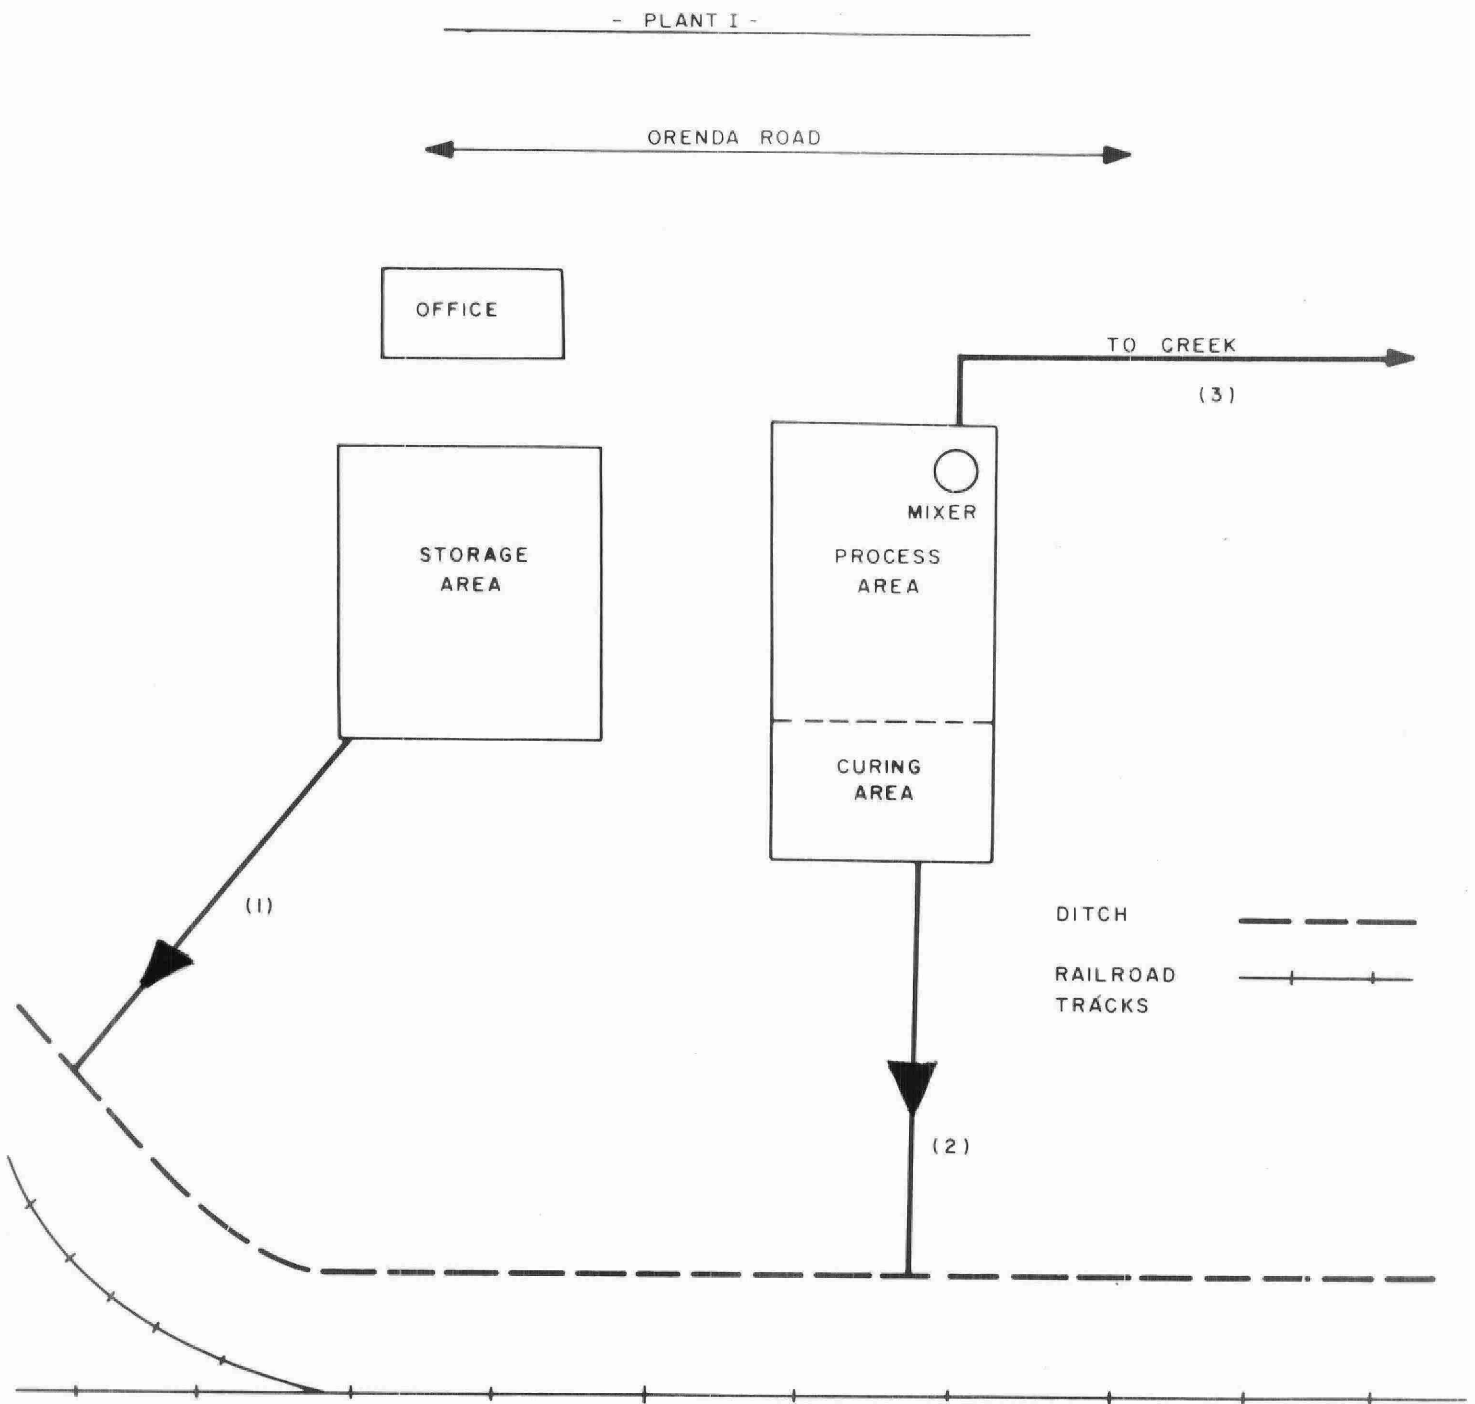 - PLANT I -
ORENDA ROAD
OFFICE
TO CREEK
(3)
MIXER
STORAGE
AREA
PROCESS
AREA
CURING
AREA
(1)
DITCH
RAILROAD
TRACKS
(2)